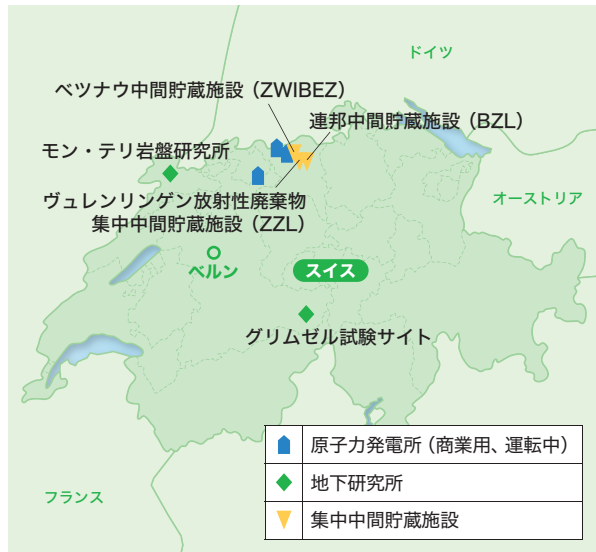 ドイツ
ベツナウ中間貯蔵施設（ZWIBEZ）
連邦中間貯蔵施設（BZL）
モン・テリ岩盤研究所
オーストリア
ヴュレンリンゲン放射性廃棄物
集中中間貯蔵施設（ZZL）
ベルン
スイス
グリムゼル試験サイト
フランス
原子力発電所（商業用、運転中）
地下研究所
集中中間貯蔵施設